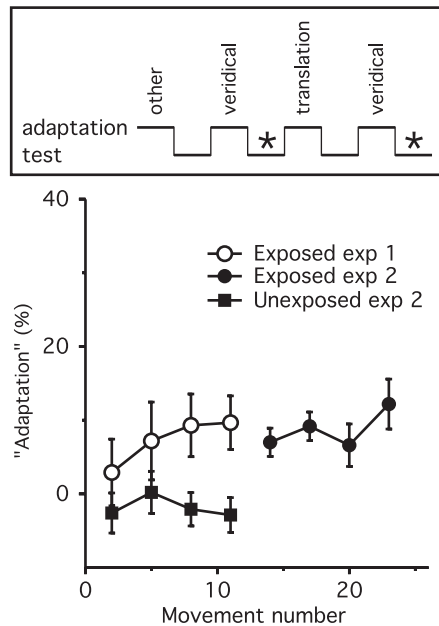 other
veridical
translation
veridical
adaptation
test
* *
40
Exposed exp 1
Exposed exp 2
Unexposed exp 2
20
"Adaptation" (%)
0
0 10 20
Movement number